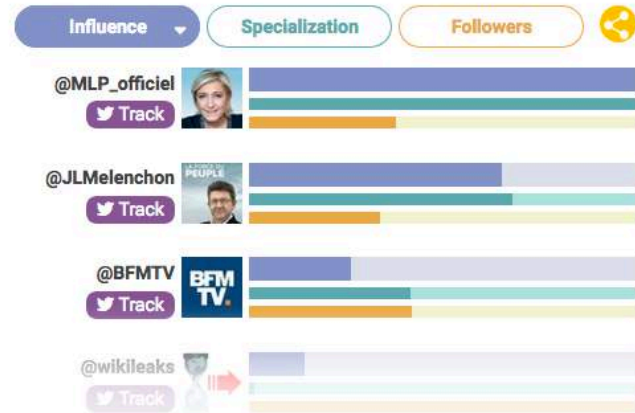 Influence
Specialization
Followers
@MLP_officiel
Track
@JLMelenchon
Track
LA FORCE DU
PEUPLE
@BFMTV
Track
BFM
TV.
@wikileaks
Track